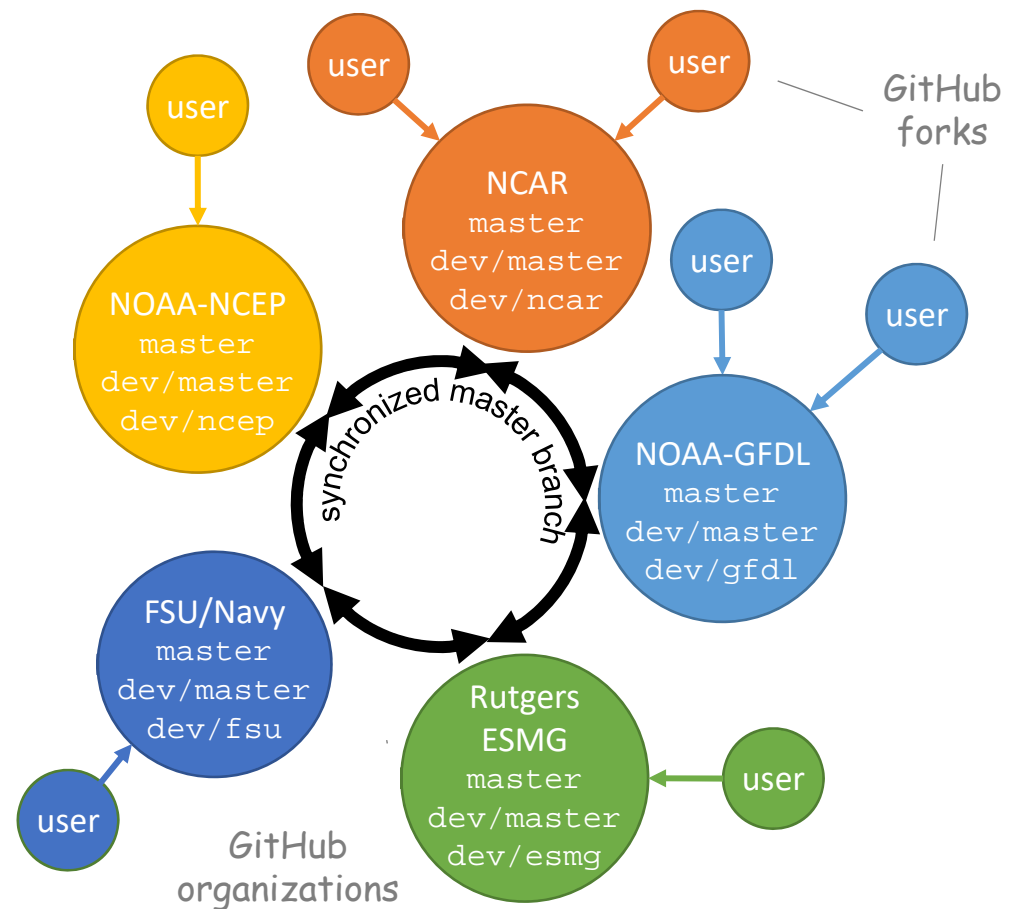 user
user
user
GitHub
forks
NCAR
master
dev/master
dev/ncar
user
user
NOAA-NCEP
master
dev/master
dev/ncep
synchronized master branch
NOAA-GFDL
master
dev/master
dev/gfdl
FSU/Navy
master
dev/master
dev/fsu
Rutgers
ESMG
master
dev/master
dev/esmg
user
user
GitHub
organizations